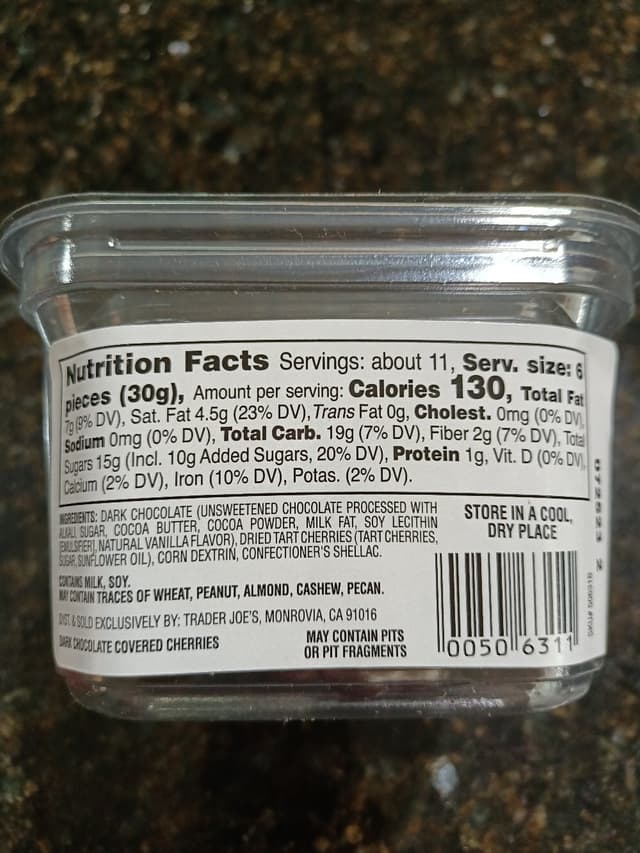 Nutrition Facts Servings: about 11, Serv. size: 6
pieces (30g), Amount per serving: Calories 130, Total Fat
7g (9% DV), Sat. Fat 4.5g (23% DV), Trans Fat 0g, Cholest. 0mg (0% DV),
Sodium 0mg (0% DV), Total Carb. 19g (7% DV), Fiber 2g (7% DV), Total
Sugars 15g (Incl. 10g Added Sugars, 20% DV), Protein 1g, Vit. D (0% DV),
Calcium (2% DV), Iron (10% DV), Potas. (2% DV).
INGREDIENTS: DARK CHOCOLATE (UNSWEETENED CHOCOLATE PROCESSED WITH
ALKALI, SUGAR, COCOA BUTTER, COCOA POWDER, MILK FAT, SOY LECITHIN
[EMULSIFIER], NATURAL VANILLA FLAVOR), DRIED TART CHERRIES (TART CHERRIES,
SUGAR, SUNFLOWER OIL), CORN DEXTRIN, CONFECTIONER'S SHELLAC.
CONTAINS MILK, SOY.
MAY CONTAIN TRACES OF WHEAT, PEANUT, ALMOND, CASHEW, PECAN.
DIST. & SOLD EXCLUSIVELY BY: TRADER JOE'S, MONROVIA, CA 91016
DARK CHOCOLATE COVERED CHERRIES
MAY CONTAIN PITS
OR PIT FRAGMENTS
STORE IN A COOL,
DRY PLACE
0050 6311